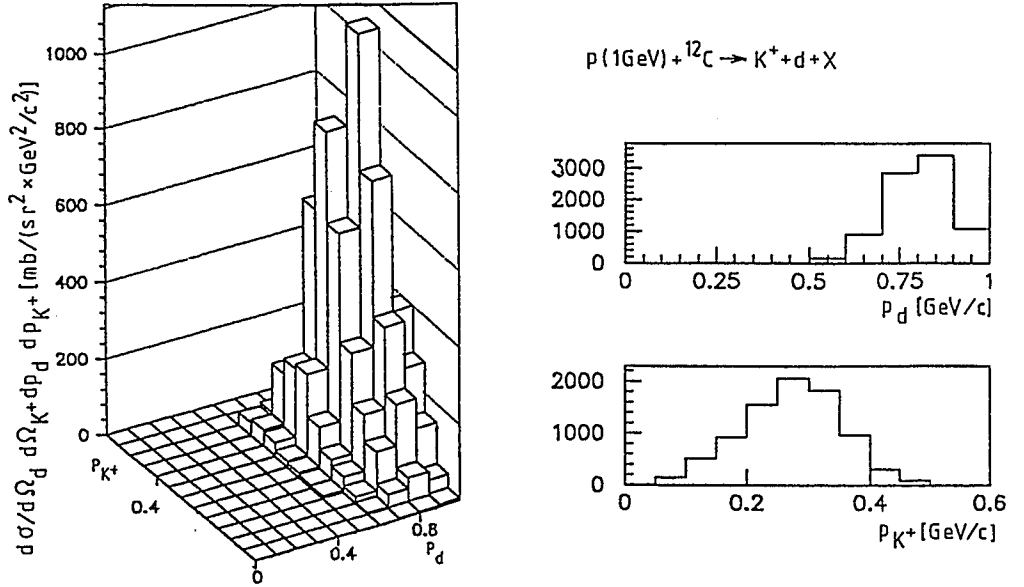 dσ/dΩd dΩK+dpd dpK+ [mb/(sr²×GeV²/c²)]
1000
800
600
400
200
0
PK+
0.4
0
0.4
0.8
Pd
p(1GeV)+¹²C→K⁺+d+X
3000
2000
1000
0
0 0.25 0.5 0.75 1
pd [GeV/c]
2000
1000
0
0 0.2 0.4 0.6
pK+[GeV/c]